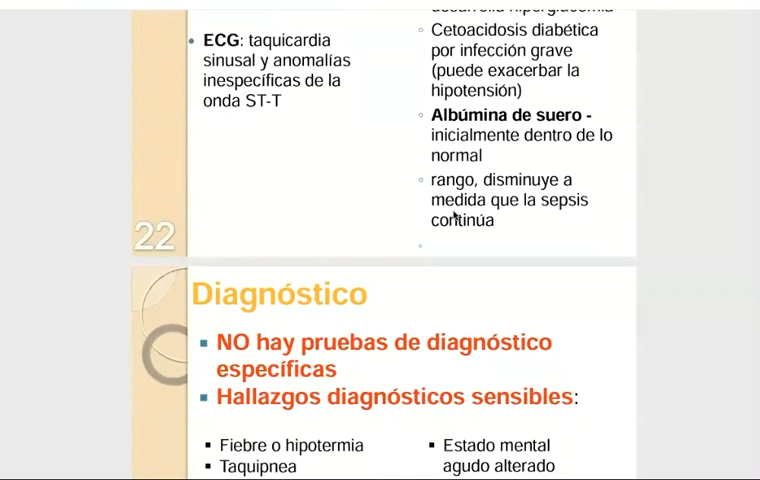 ECG: taquicardia
sinusal y anomalías
inespecíficas de la
onda ST-T
Cetoacidosis diabética
por infección grave
(puede exacerbar la
hipotensión)
Albúmina de suero -
inicialmente dentro de lo
normal
rango, disminuye a
medida que la sepsis
continúa
22
Diagnóstico
NO hay pruebas de diagnóstico
específicas
Hallazgos diagnósticos sensibles:
Fiebre o hipotermia
Taquipnea
Estado mental
agudo alterado